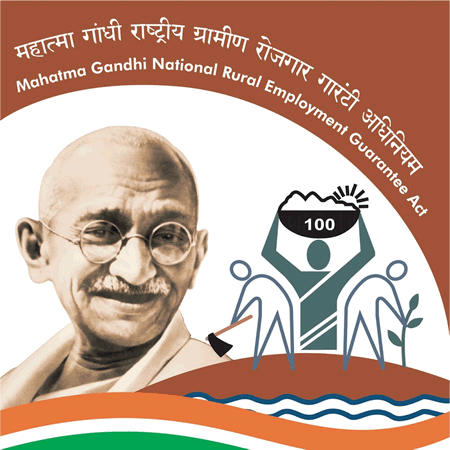 महात्मा गांधी राष्ट्रीय ग्रामीण रोजगार गारंटी अधिनियम
Mahatma Gandhi National Rural Employment Guarantee Act
100